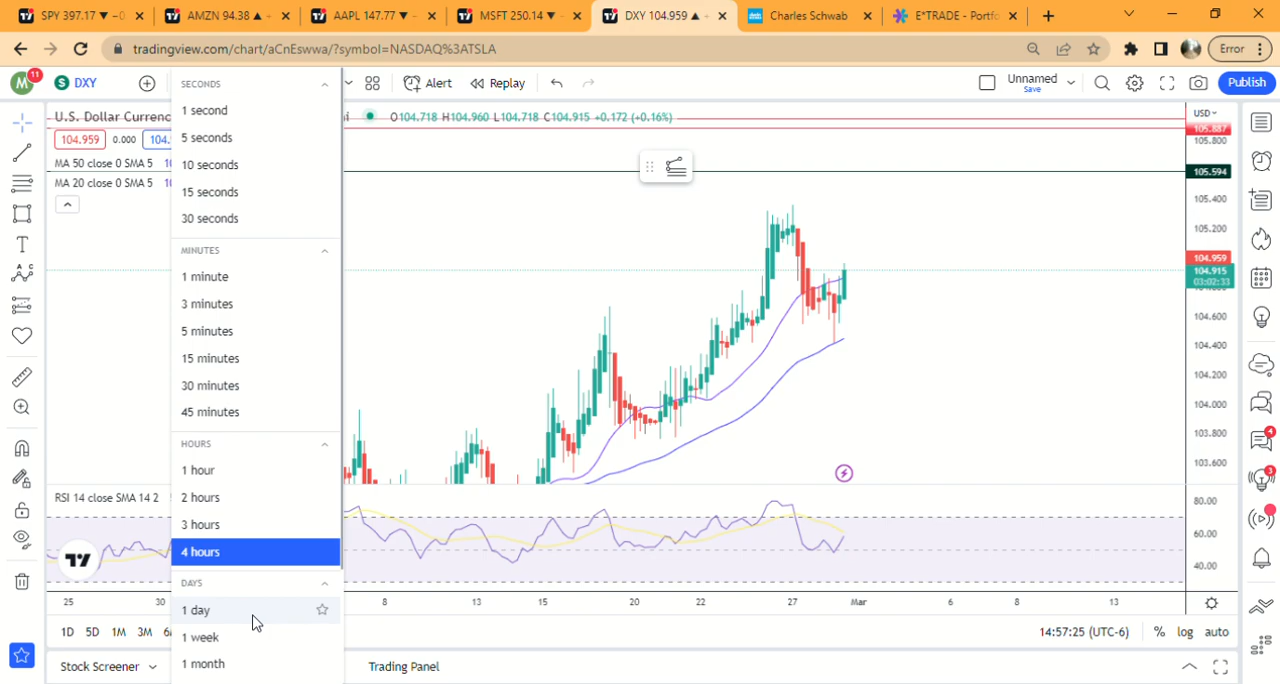 SPY 397.17 ▼ −0
AMZN 94.38 ▲ +
AAPL 147.77 ▼ −
MSFT 250.14 ▼ −
DXY 104.959 ▲ +
Charles Schwab
E*TRADE - Portfo
tradingview.com/chart/aCnEswwa/?symbol=NASDAQ%3ATSLA
Error
M
11
S
DXY
Alert
Replay
Unnamed
Save
Publish
U.S. Dollar Currenc
O104.718 H104.960 L104.718 C104.915 +0.172 (+0.16%)
104.959
0.000
104.
MA 50 close 0 SMA 5
MA 20 close 0 SMA 5
SECONDS
1 second
5 seconds
10 seconds
15 seconds
30 seconds
MINUTES
1 minute
3 minutes
5 minutes
15 minutes
30 minutes
45 minutes
HOURS
1 hour
2 hours
3 hours
4 hours
DAYS
1 day
1 week
1 month
USD
105.887
105.800
105.594
105.400
105.200
104.959
104.915
03:02:33
104.600
104.400
104.200
104.000
103.800
103.600
RSI 14 close SMA 14 2
80.00
60.00
40.00
25
30
8
13
15
20
22
27
Mar
6
8
13
1D
5D
1M
3M
14:57:25 (UTC-6)
%
log
auto
Stock Screener
Trading Panel
4
3